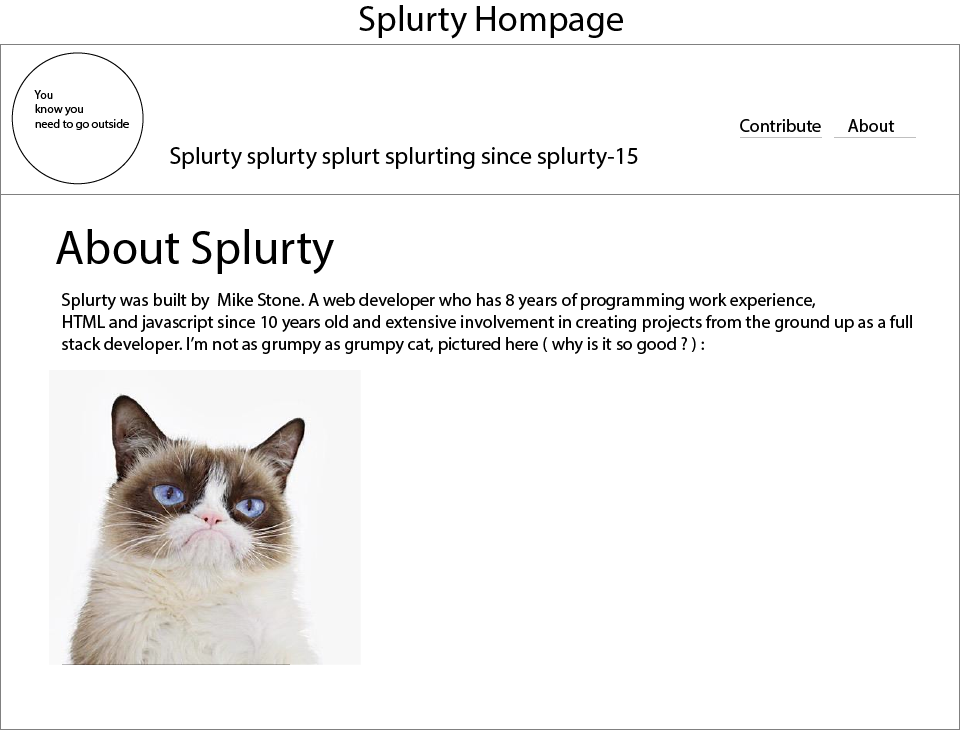 Splurty Hompage
You
know you
need to go outside
Contribute
About
Splurty splurty splurt splurting since splurty-15
About Splurty
Splurty was built by  Mike Stone. A web developer who has 8 years of programming work experience,
HTML and javascript since 10 years old and extensive involvement in creating projects from the ground up as a full
stack developer. I’m not as grumpy as grumpy cat, pictured here ( why is it so good ? ) :